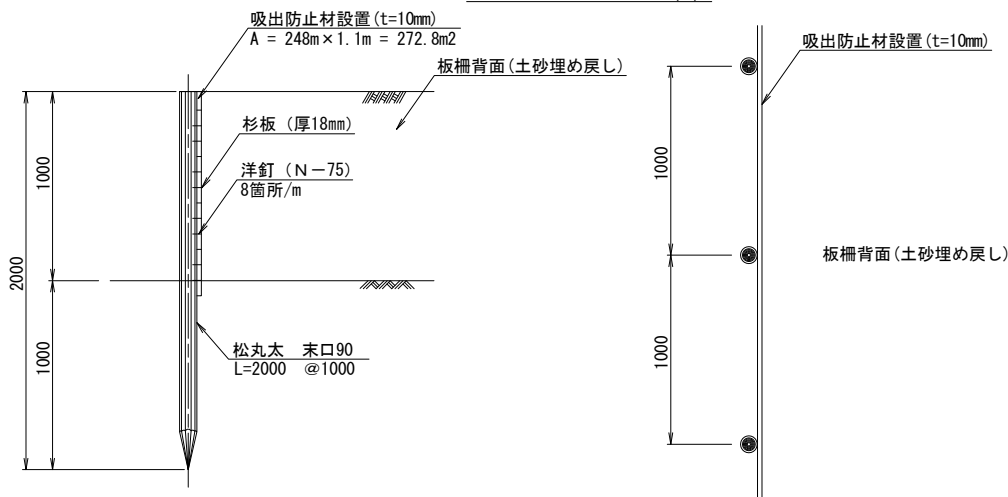 吸出防止材設置(t=10mm)
A = 248m×1.1m = 272.8m2
板柵背面(土砂埋め戻し)
杉板 (厚18mm)
洋釘 (N-75)
8箇所/m
1000
2000
1000
松丸太 末口90
L=2000 @1000
吸出防止材設置(t=10mm)
1000
板柵背面(土砂埋め戻し)
1000